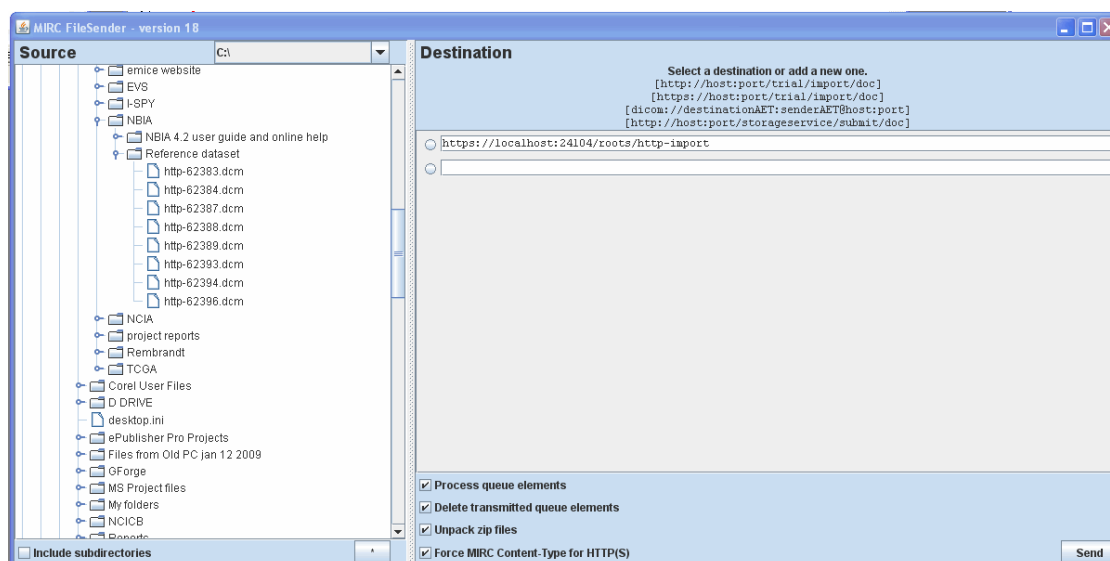 MIRC FileSender - version 18
Source
C:\
emice website
EVS
I-SPY
NBIA
NBIA 4.2 user guide and online help
Reference dataset
http-62383.dcm
http-62384.dcm
http-62387.dcm
http-62388.dcm
http-62389.dcm
http-62393.dcm
http-62394.dcm
http-62396.dcm
NCIA
project reports
Rembrandt
TCGA
Corel User Files
D DRIVE
desktop.ini
ePublisher Pro Projects
Files from Old PC jan 12 2009
GForge
MS Project files
My folders
NCICB
Reports
Include subdirectories
*
Destination
Select a destination or add a new one.
[http://host:port/trial/import/doc]
[https://host:port/trial/import/doc]
[dicom://destinationAET:senderAET@host:port]
[http://host:port/storageservice/submit/doc]
https://localhost:24104/roots/http-import
Process queue elements
Delete transmitted queue elements
Unpack zip files
Force MIRC Content-Type for HTTP(S)
Send